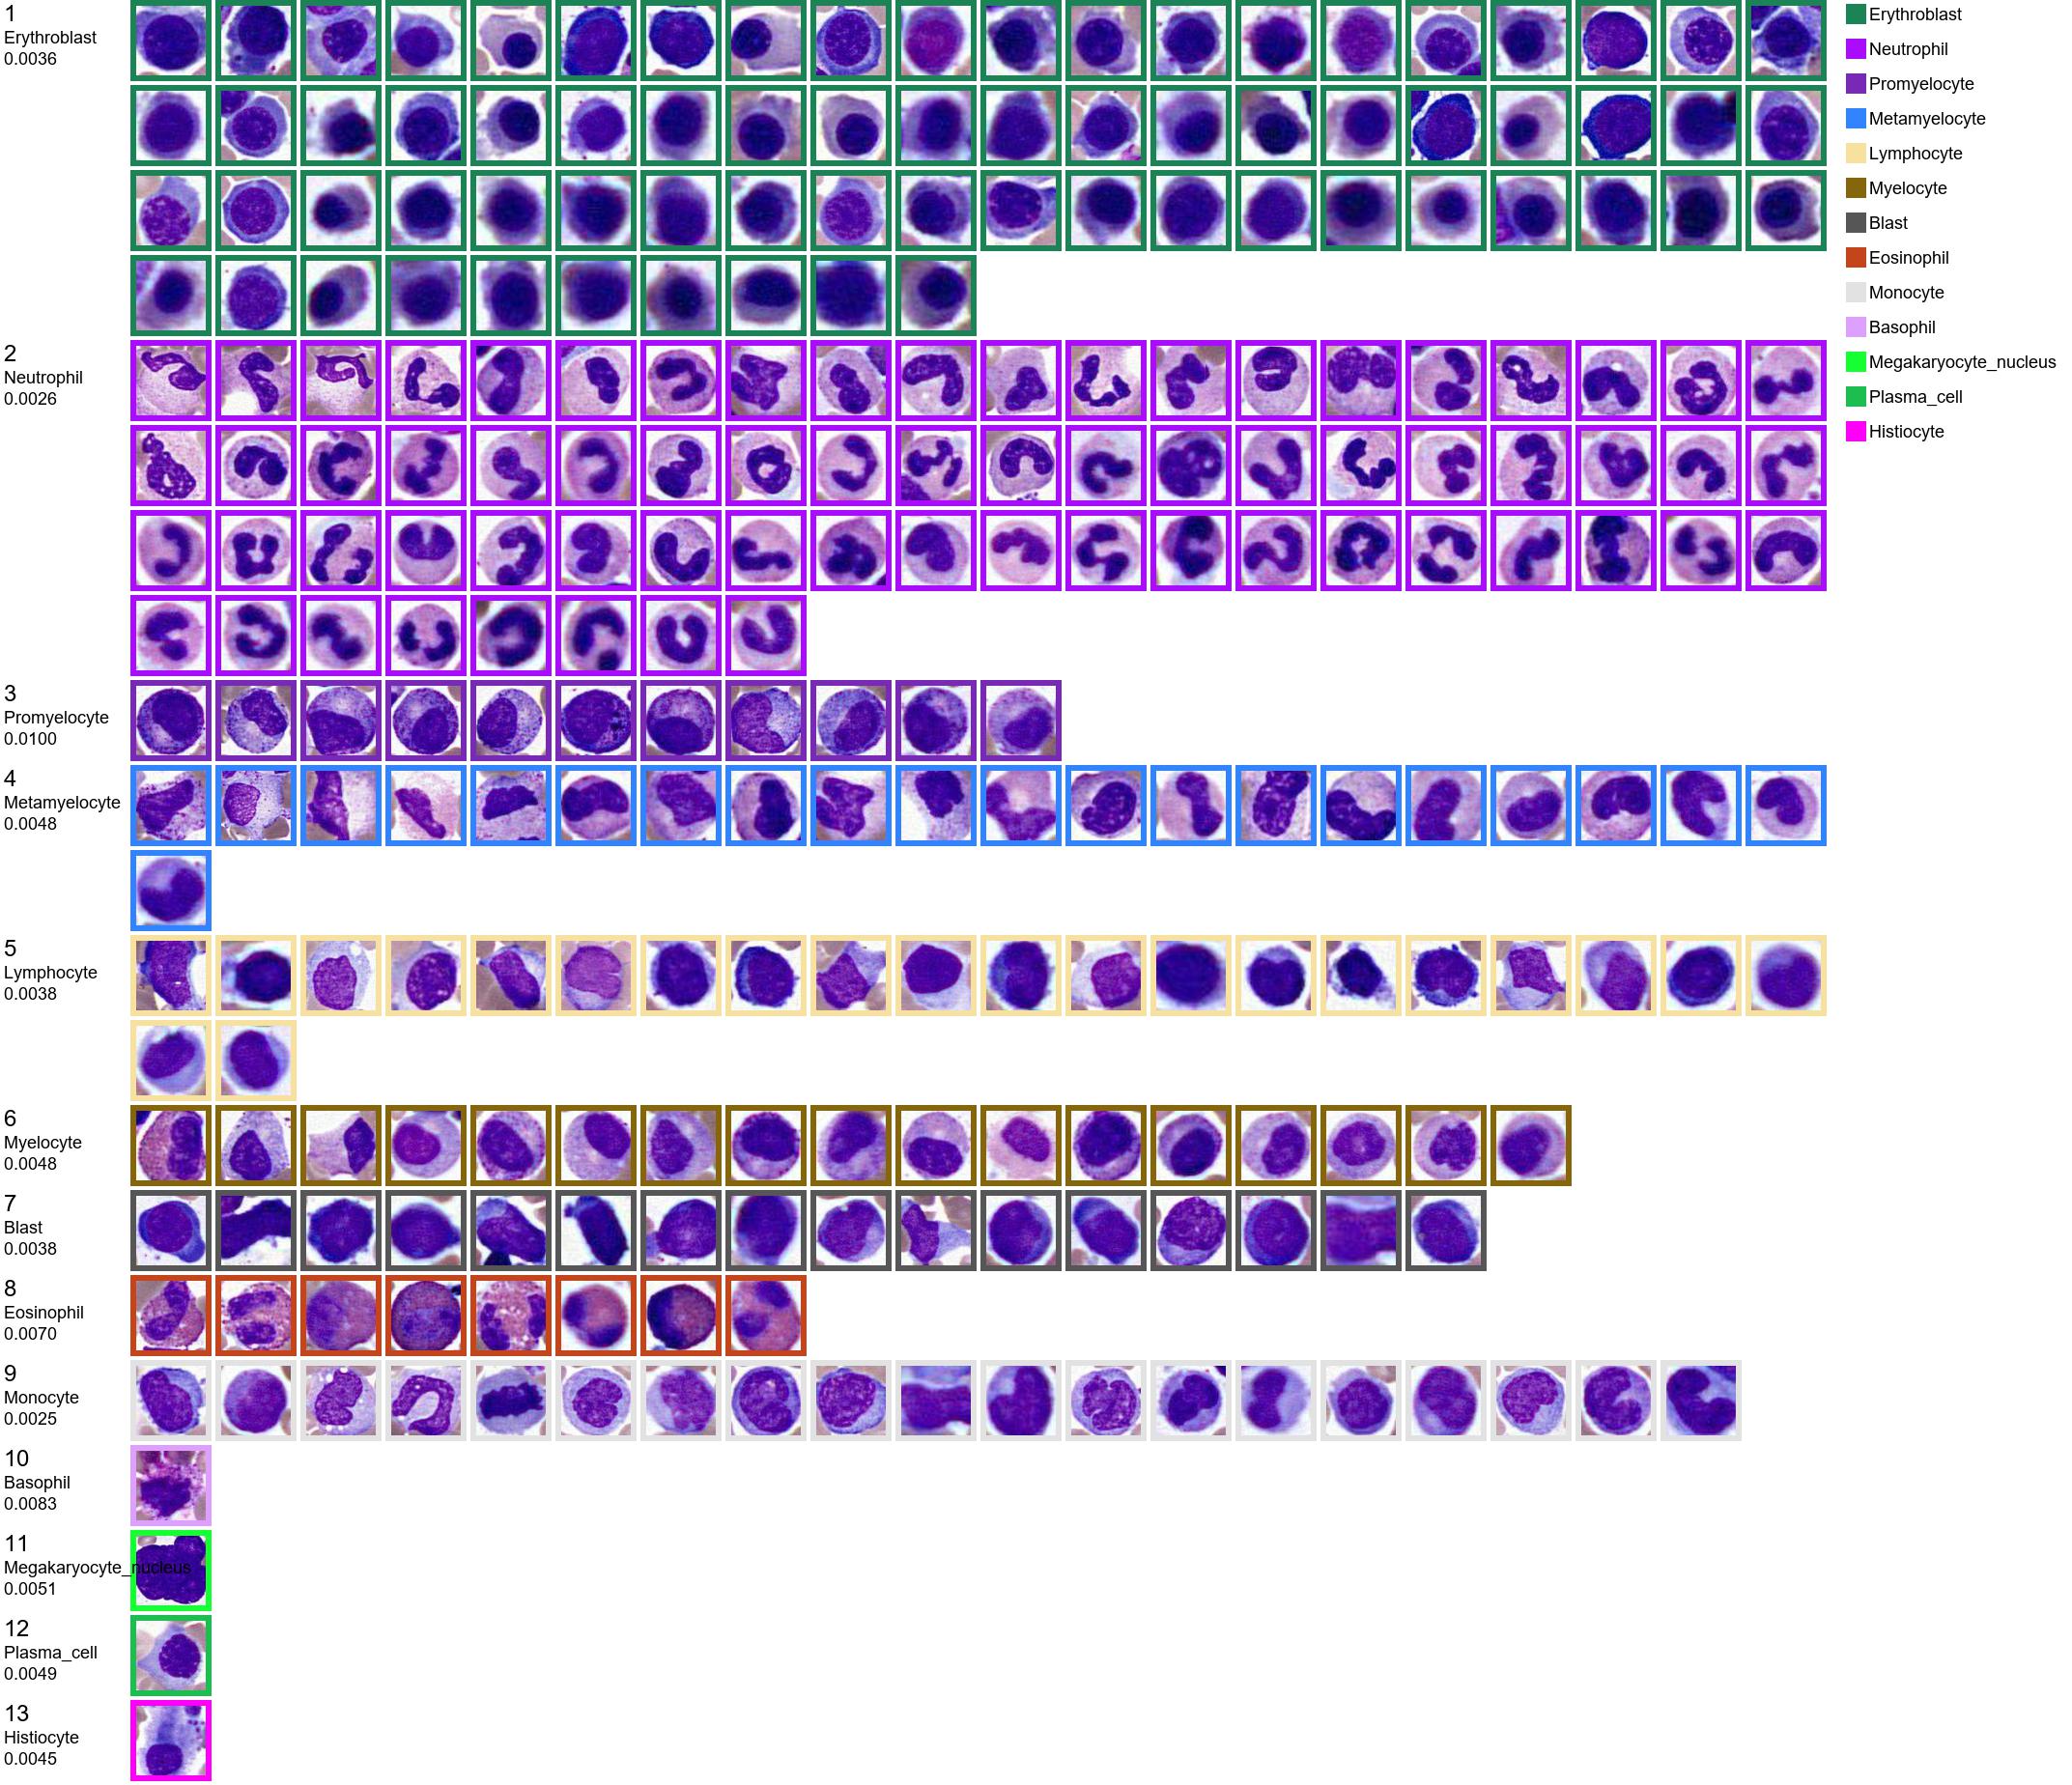 1
Erythroblast
0.0036
2
Neutrophil
0.0026
3
Promyelocyte
0.0100
4
Metamyelocyte
0.0048
5
Lymphocyte
0.0038
6
Myelocyte
0.0048
7
Blast
0.0038
8
Eosinophil
0.0070
9
Monocyte
0.0025
10
Basophil
0.0083
11
Megakaryocyte_nucleus
0.0051
12
Plasma_cell
0.0049
13
Histiocyte
0.0045
Erythroblast
Neutrophil
Promyelocyte
Metamyelocyte
Lymphocyte
Myelocyte
Blast
Eosinophil
Monocyte
Basophil
Megakaryocyte_nucleus
Plasma_cell
Histiocyte